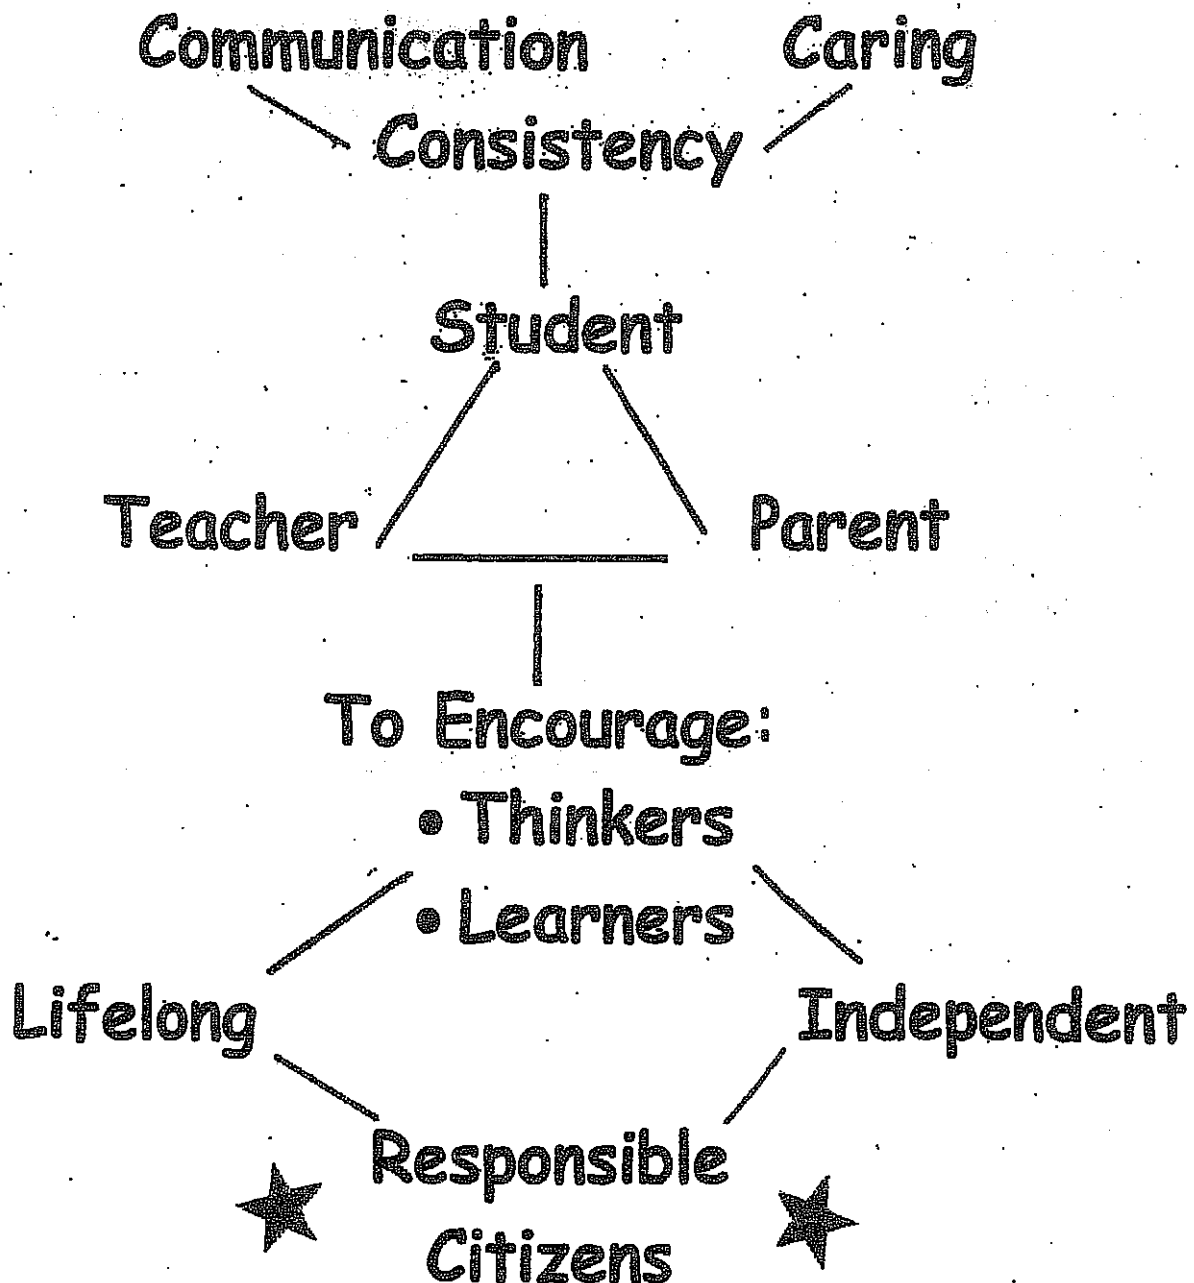 Communication Caring
Consistency
Student
Teacher Parent
To Encourage:
• Thinkers
• Learners
Lifelong Independent
Responsible
Citizens